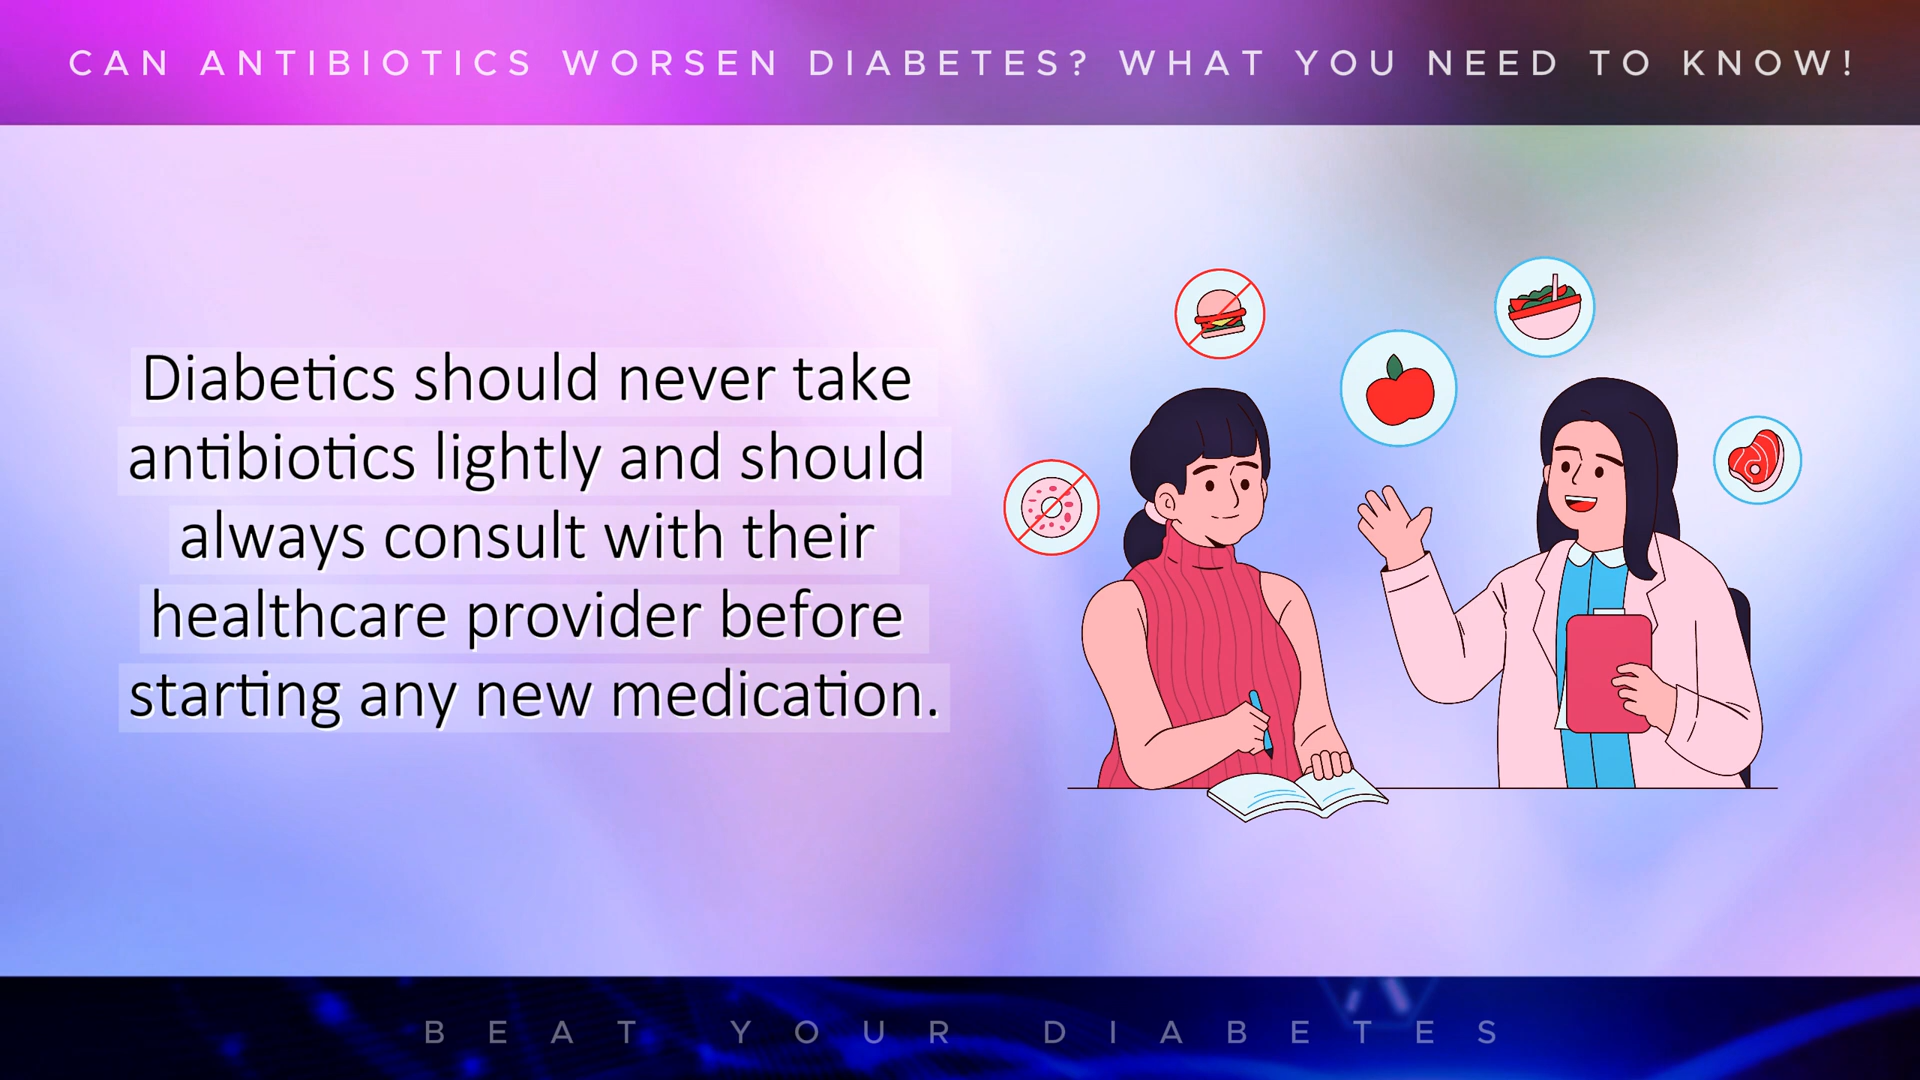 CAN ANTIBIOTICS WORSEN DIABETES? WHAT YOU NEED TO KNOW!
Diabetics should never take
antibiotics lightly and should
always consult with their
healthcare provider before
starting any new medication.
BEAT YOUR DIABETES